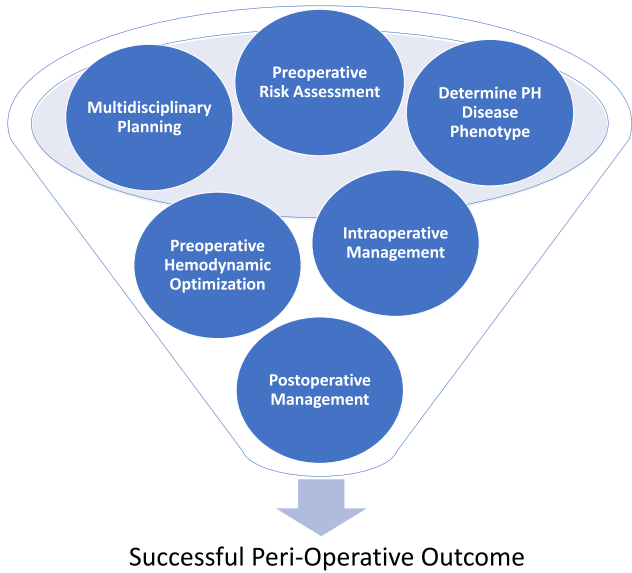 Preoperative
Risk Assessment
Multidisciplinary
Planning
Determine PH
Disease
Phenotype
Preoperative
Hemodynamic
Optimization
Intraoperative
Management
Postoperative
Management
Successful Peri-Operative Outcome